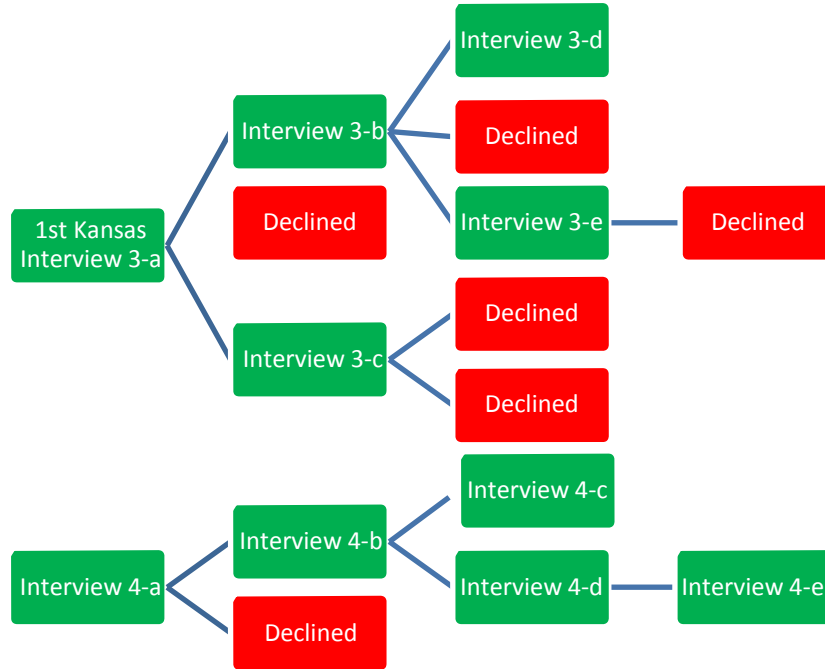 Interview 3-d
Interview 3-b
Declined
Declined
1st Kansas
Interview 3-a
Interview 3-e
Declined
Declined
Interview 3-c
Declined
Interview 4-c
Interview 4-b
Interview 4-a
Interview 4-d
Interview 4-e
Declined